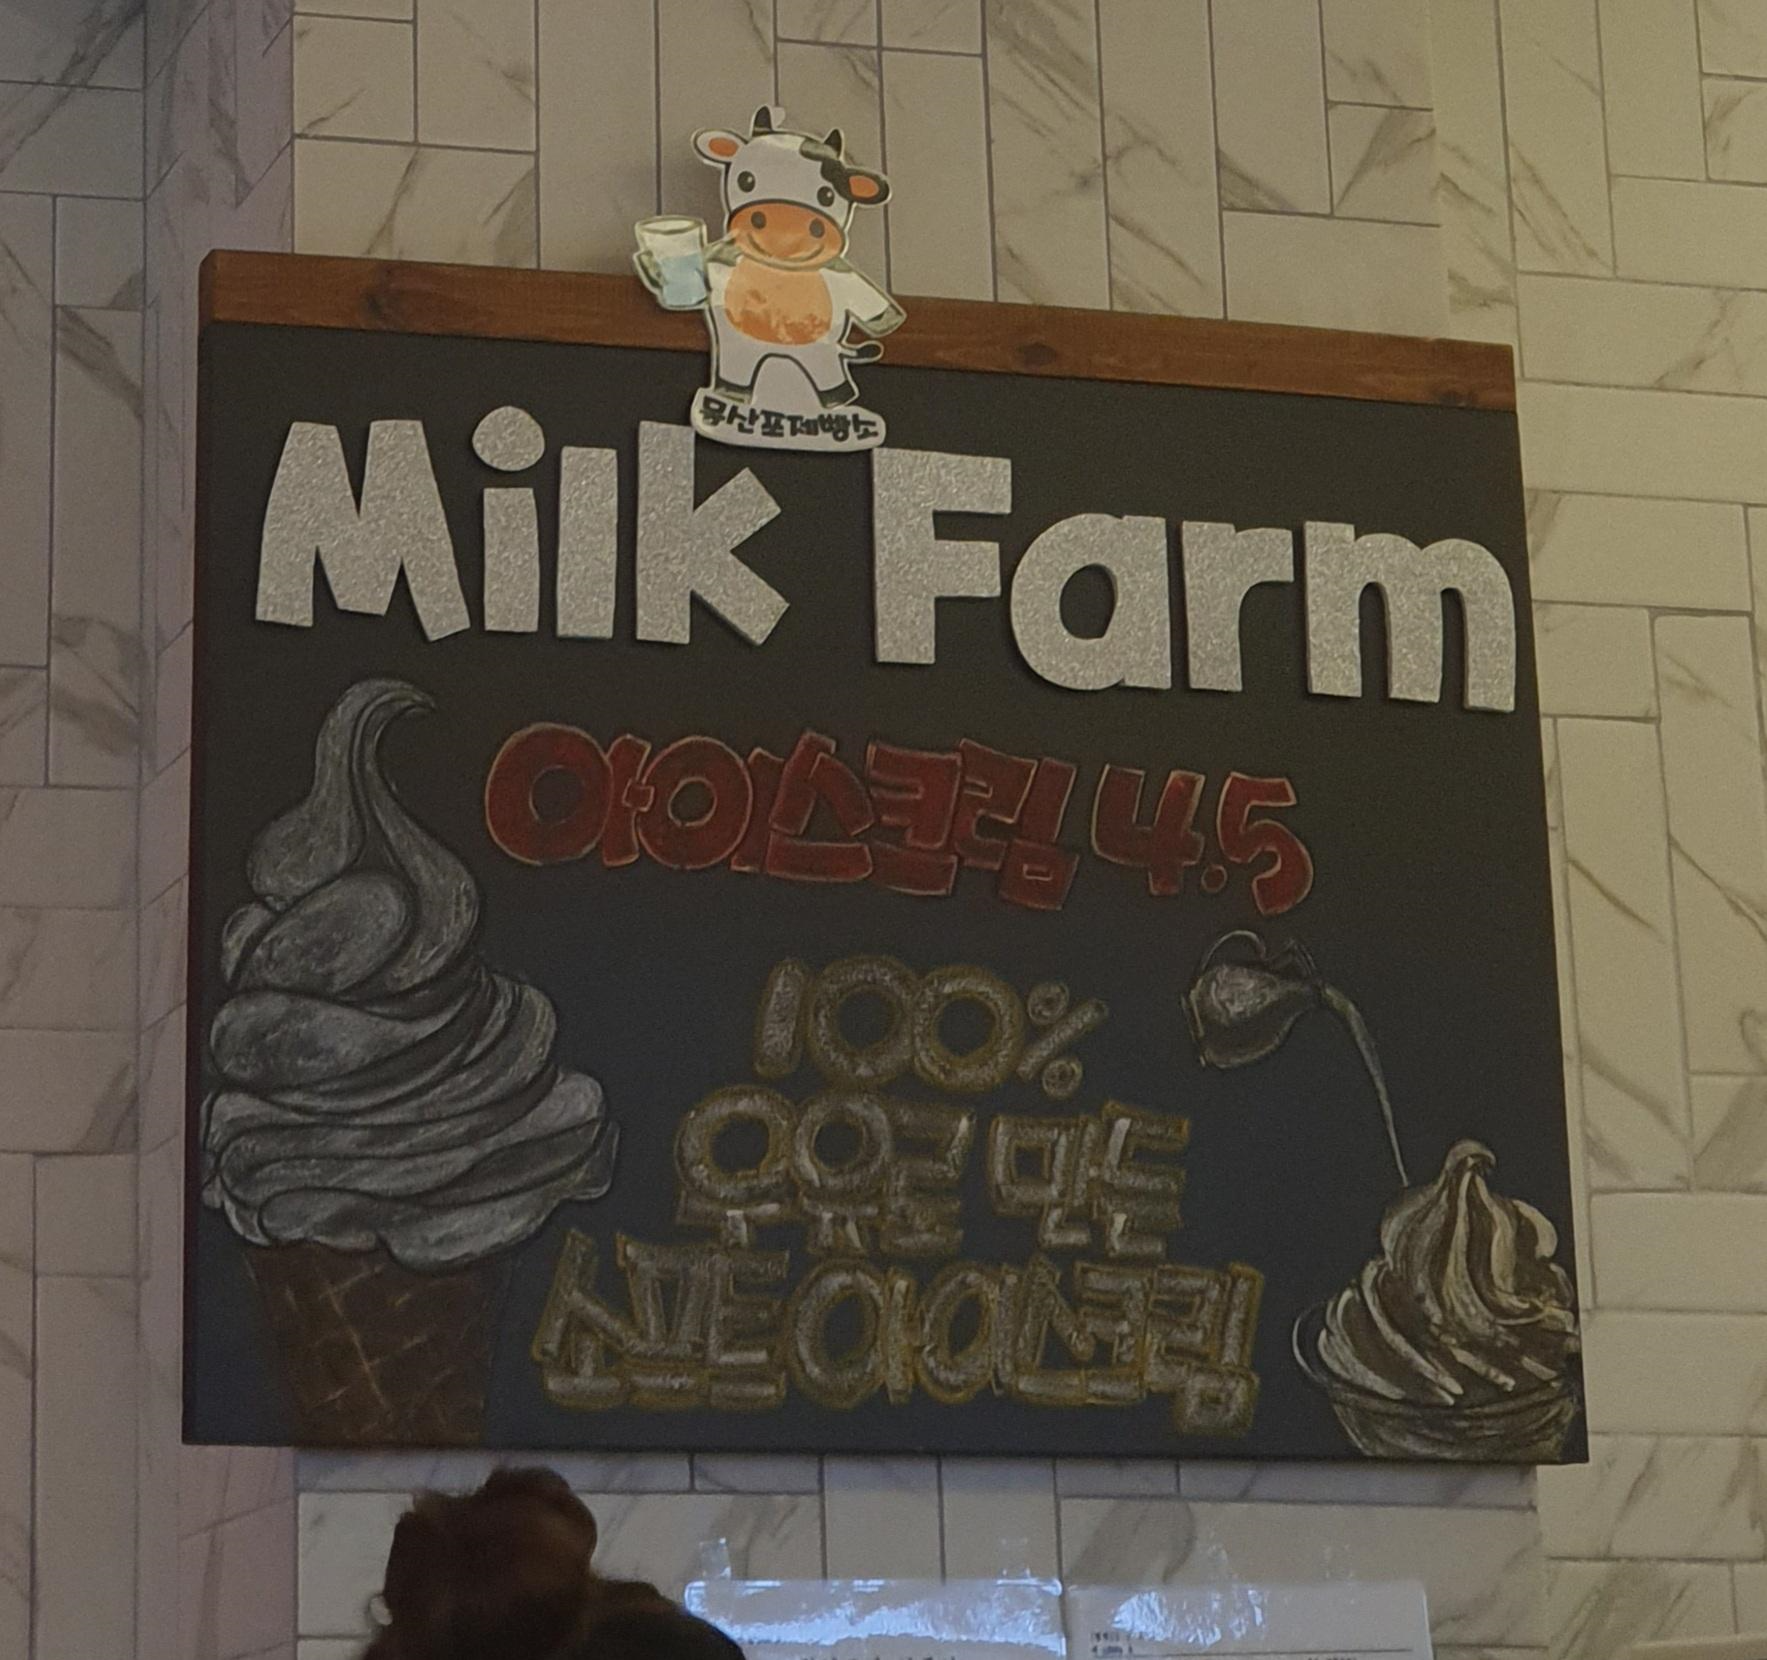 몽산포제빵소
Milk Farm
아이스크림 4.5
100%
우유로 만든
소프트아이스크림